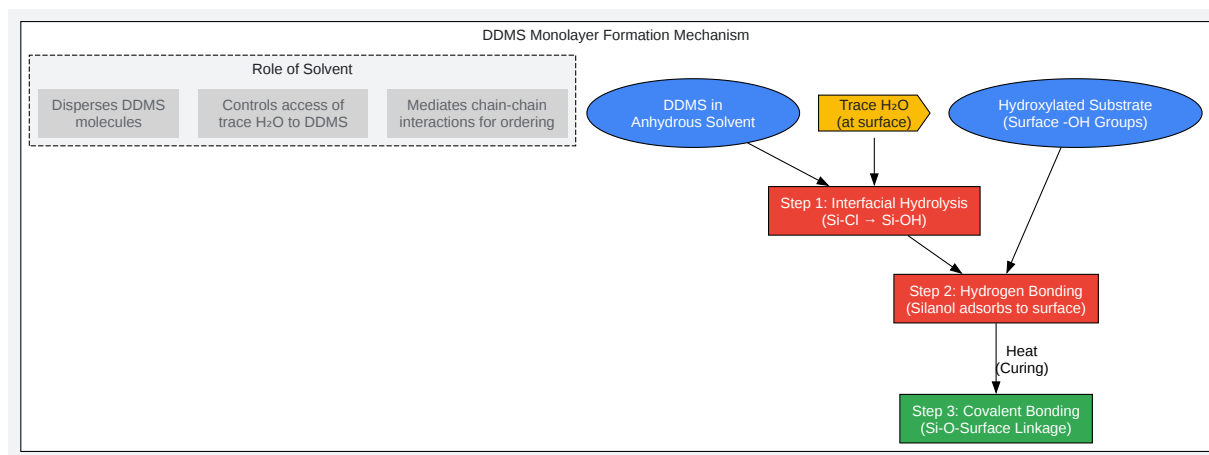 DDMS Monolayer Formation Mechanism
Role of Solvent
Disperses DDMS
molecules
Controls access of
trace H₂O to DDMS
Mediates chain-chain
interactions for ordering
DDMS in
Anhydrous Solvent
Trace H₂O
(at surface)
Hydroxylated Substrate
(Surface -OH Groups)
Step 1: Interfacial Hydrolysis
(Si-Cl → Si-OH)
Step 2: Hydrogen Bonding
(Silanol adsorbs to surface)
Heat
(Curing)
Step 3: Covalent Bonding
(Si-O-Surface Linkage)